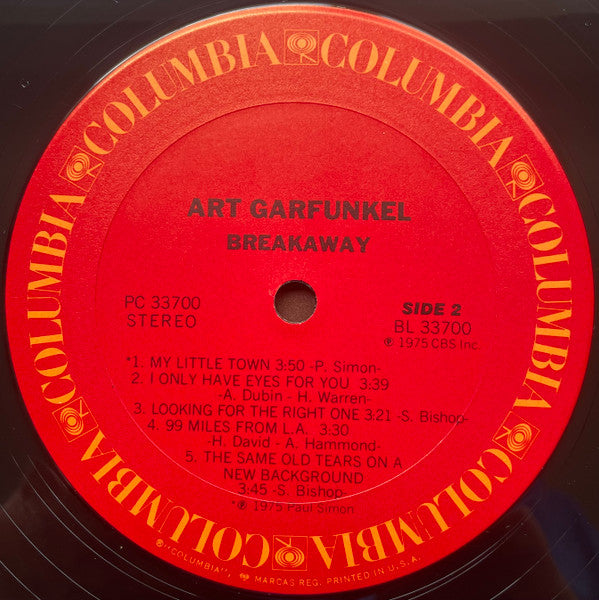 COLUMBIA COLUMBIA COLUMBIA COLUMBIA COLUMBIA COLUMBIA
ART GARFUNKEL
BREAKAWAY
PC 33700
STEREO
SIDE 2
BL 33700
℗ 1975 CBS Inc.
*1. MY LITTLE TOWN 3:50 -P. Simon-
2. I ONLY HAVE EYES FOR YOU 3:39
-A. Dubin - H. Warren-
3. LOOKING FOR THE RIGHT ONE 3:21 -S. Bishop-
4. 99 MILES FROM L.A. 3:30
-H. David - A. Hammond-
5. THE SAME OLD TEARS ON A
NEW BACKGROUND
3:45 -S. Bishop-
*℗ 1975 Paul Simon
®"COLUMBIA", MARCAS REG. PRINTED IN U.S.A.